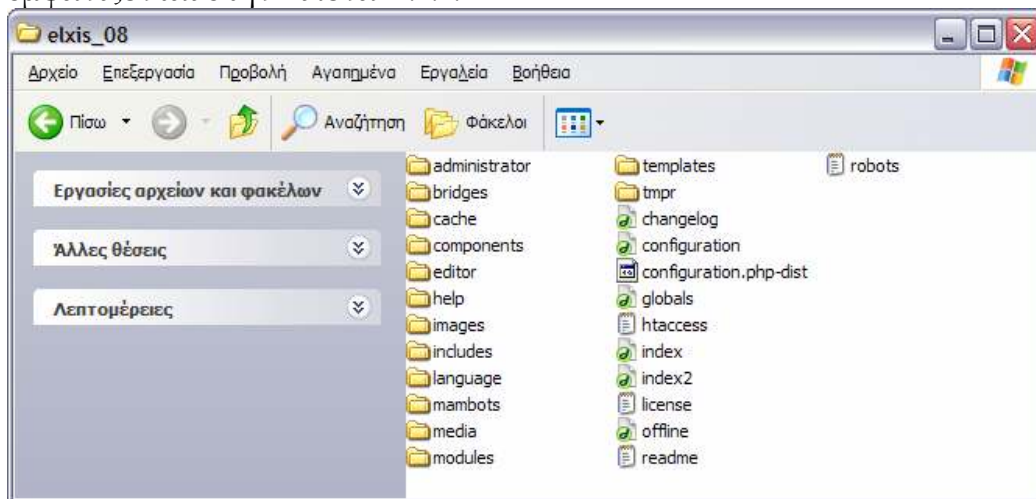 elxis_08
Αρχείο Επεξεργασία Προβολή Αγαπημένα Εργαλεία Βοήθεια
Πίσω Αναζήτηση Φάκελοι
Εργασίες αρχείων και φακέλων
Άλλες θέσεις
Λεπτομέρειες
administrator
bridges
cache
components
editor
help
images
includes
language
mambots
media
modules
templates
tmpr
changelog
configuration
configuration.php-dist
globals
htaccess
index
index2
license
offline
readme
robots